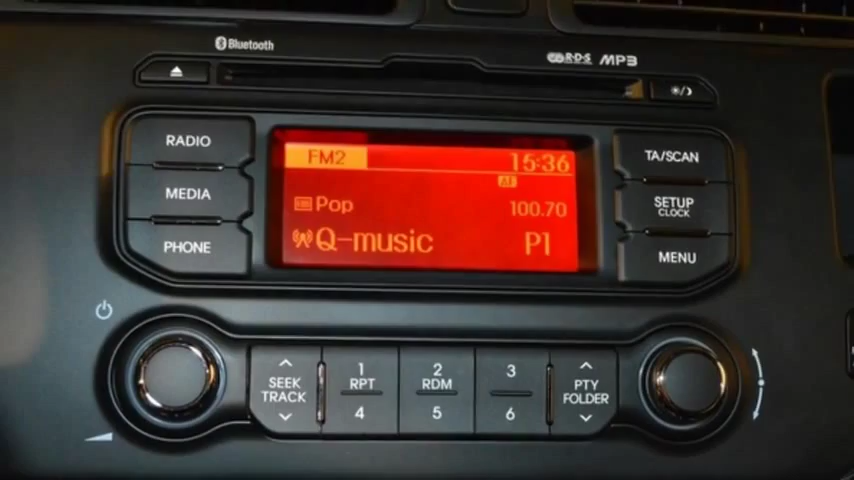 Bluetooth
R·D·S MP3
RADIO
MEDIA
PHONE
FM2 15:36
AF
Pop 100.70
Q-music P1
TA/SCAN
SETUP
CLOCK
MENU
SEEK
TRACK
1
RPT
4
2
RDM
5
3
6
PTY
FOLDER